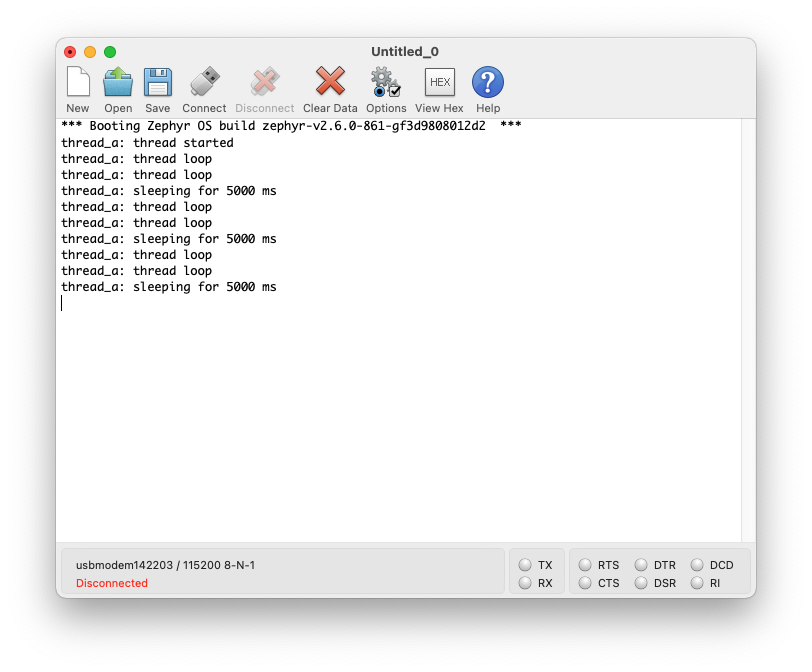 Untitled_0
New Open Save Connect Disconnect Clear Data Options HEX View Hex ? Help
*** Booting Zephyr OS build zephyr-v2.6.0-861-gf3d9808012d2  ***
thread_a: thread started
thread_a: thread loop
thread_a: thread loop
thread_a: sleeping for 5000 ms
thread_a: thread loop
thread_a: thread loop
thread_a: sleeping for 5000 ms
thread_a: thread loop
thread_a: thread loop
thread_a: sleeping for 5000 ms
usbmodem142203 / 115200 8-N-1 TX RTS DTR DCD
Disconnected RX CTS DSR RI